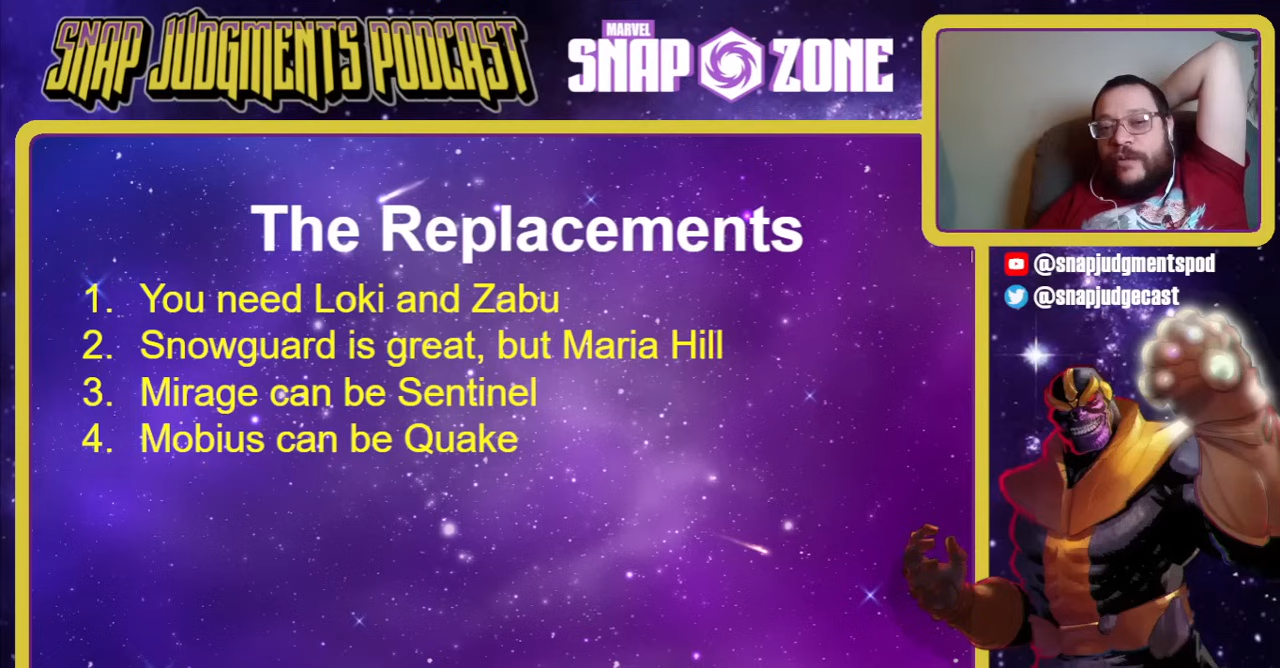 SNAP JUDGMENTS PODCAST
MARVEL
SNAP ZONE
The Replacements
1. You need Loki and Zabu
2. Snowguard is great, but Maria Hill
3. Mirage can be Sentinel
4. Mobius can be Quake
@snapjudgmentspod
@snapjudgecast